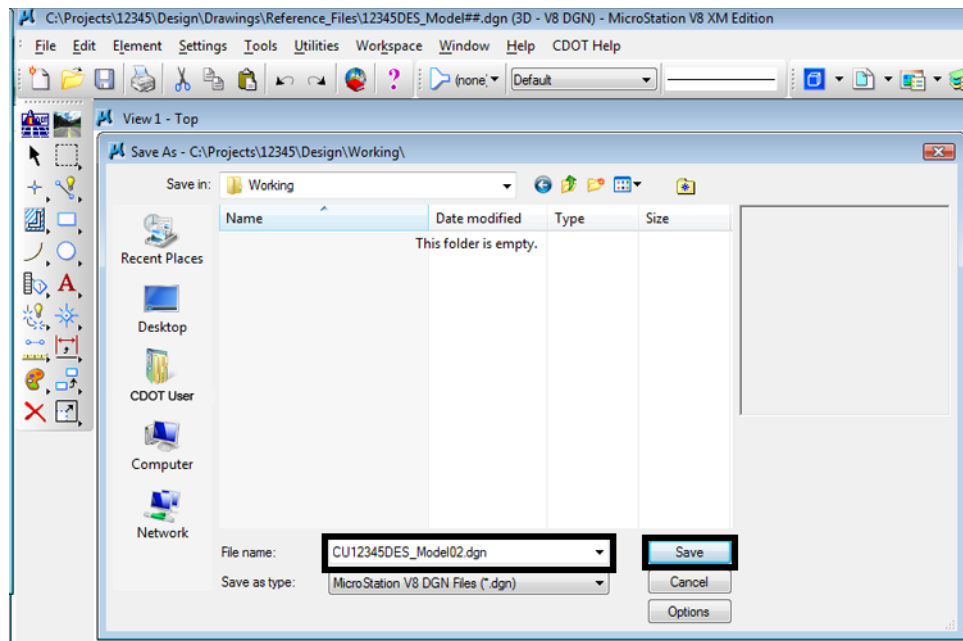 C:\Projects\12345\Design\Drawings\Reference_Files\12345DES_Model##.dgn (3D - V8 DGN) - MicroStation V8 XM Edition
File Edit Element Settings Tools Utilities Workspace Window Help CDOT Help
(none) Default
View 1 - Top
Save As - C:\Projects\12345\Design\Working\
Save in: Working
Name Date modified Type Size
This folder is empty.
Recent Places
Desktop
CDOT User
Computer
Network
File name: CU12345DES_Model02.dgn Save
Save as type: MicroStation V8 DGN Files (*.dgn) Cancel
Options